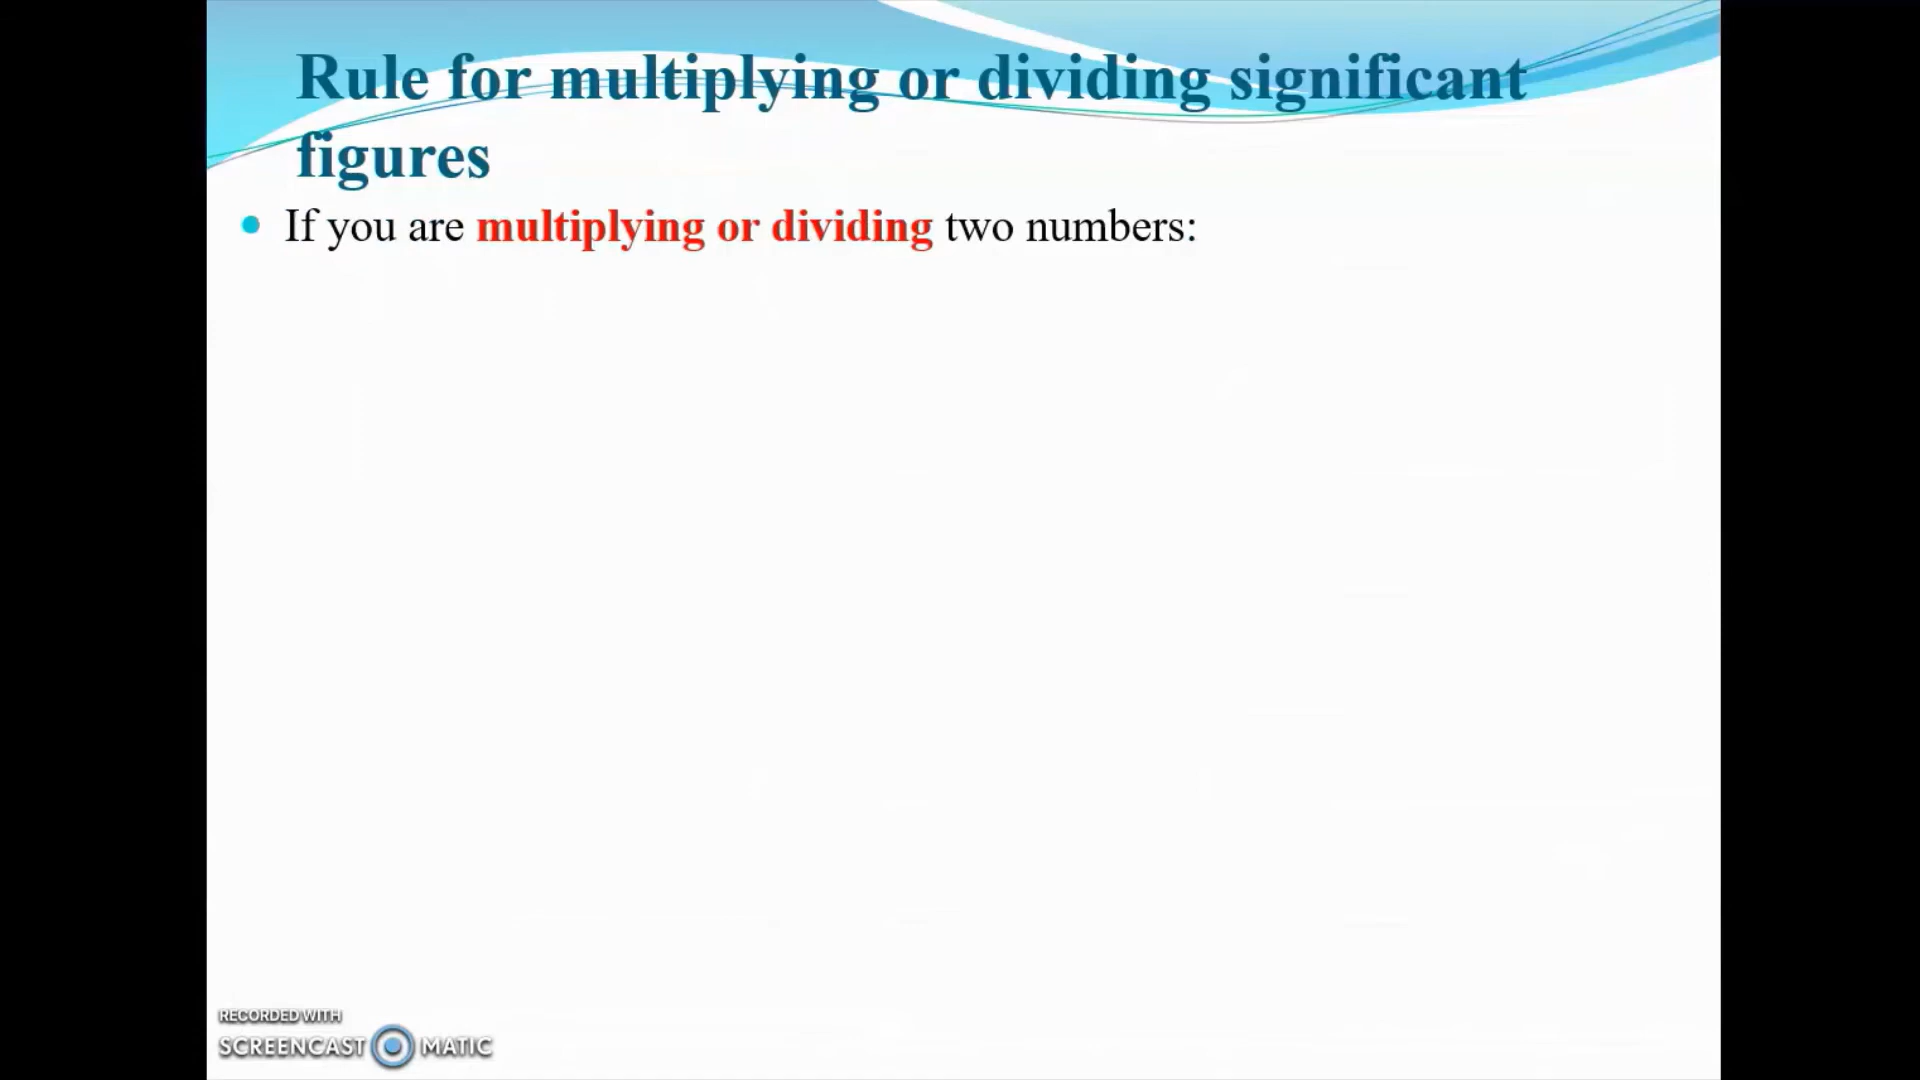 Rule for multiplying or dividing significant
figures
If you are multiplying or dividing two numbers:
RECORDED WITH
SCREENCAST MATIC